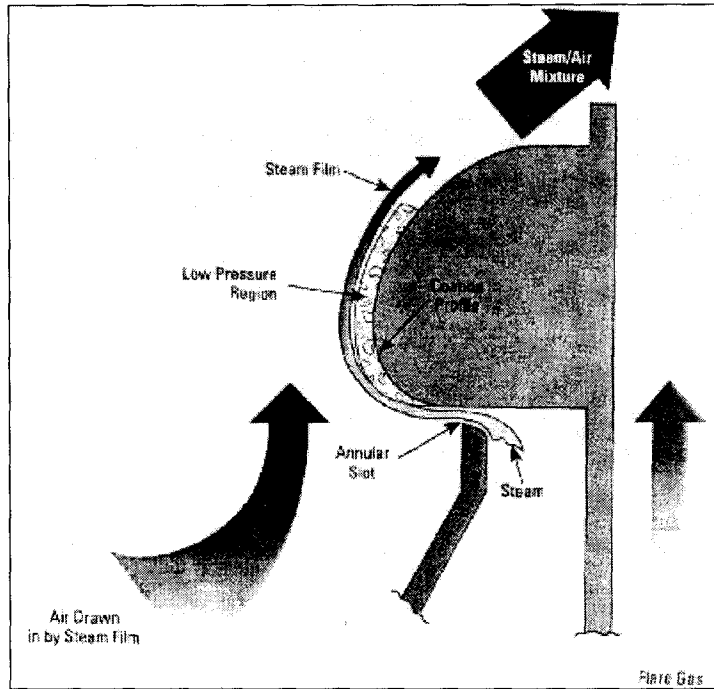 Steam/Air
Mixture
Steam Film
Low Pressure
Region
Coanda
Profile
Annular
Slot
Steam
Air Drawn
in by Steam Film
Flare Gas